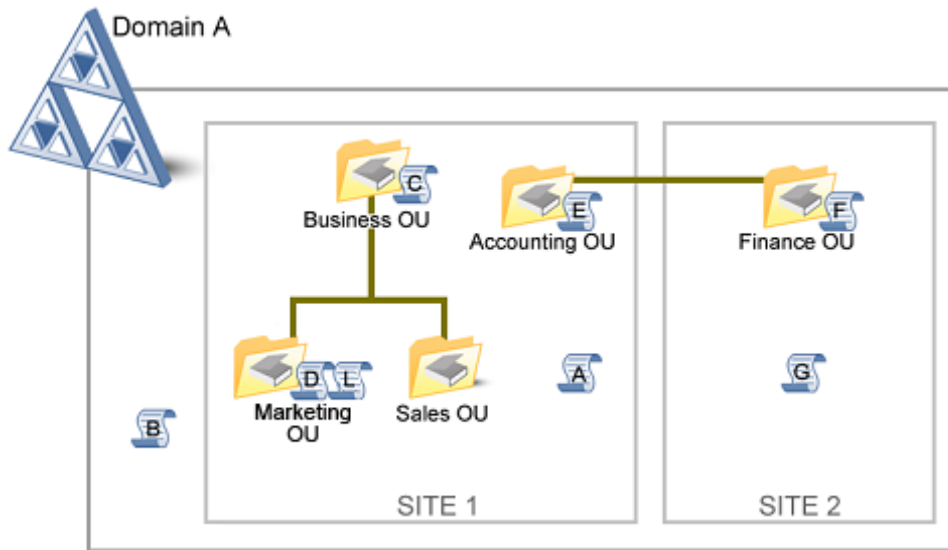 Domain A
C
Business OU
E
Accounting OU
F
Finance OU
D
L
Marketing
OU
Sales OU
A
G
B
SITE 1
SITE 2